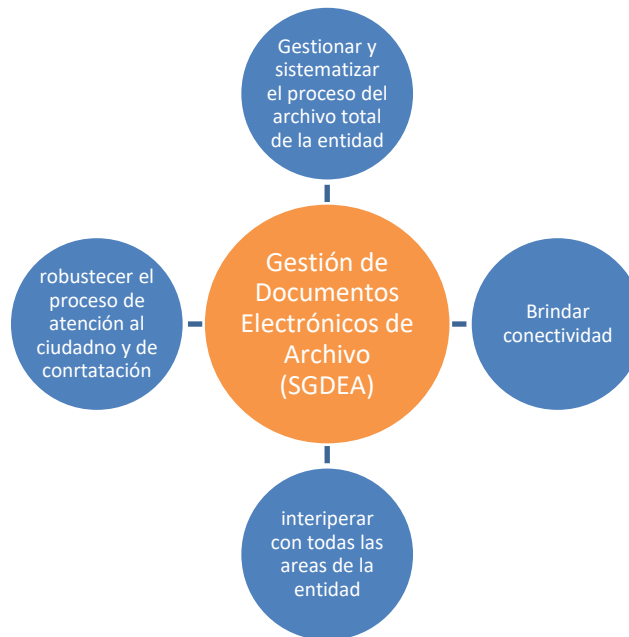 Gestionar y
sistematizar
el proceso del
archivo total
de la entidad
robustecer el
proceso de
atención al
ciudadno y de
conrtatación
Gestión de
Documentos
Electrónicos de
Archivo
(SGDEA)
Brindar
conectividad
interiperar
con todas las
areas de la
entidad